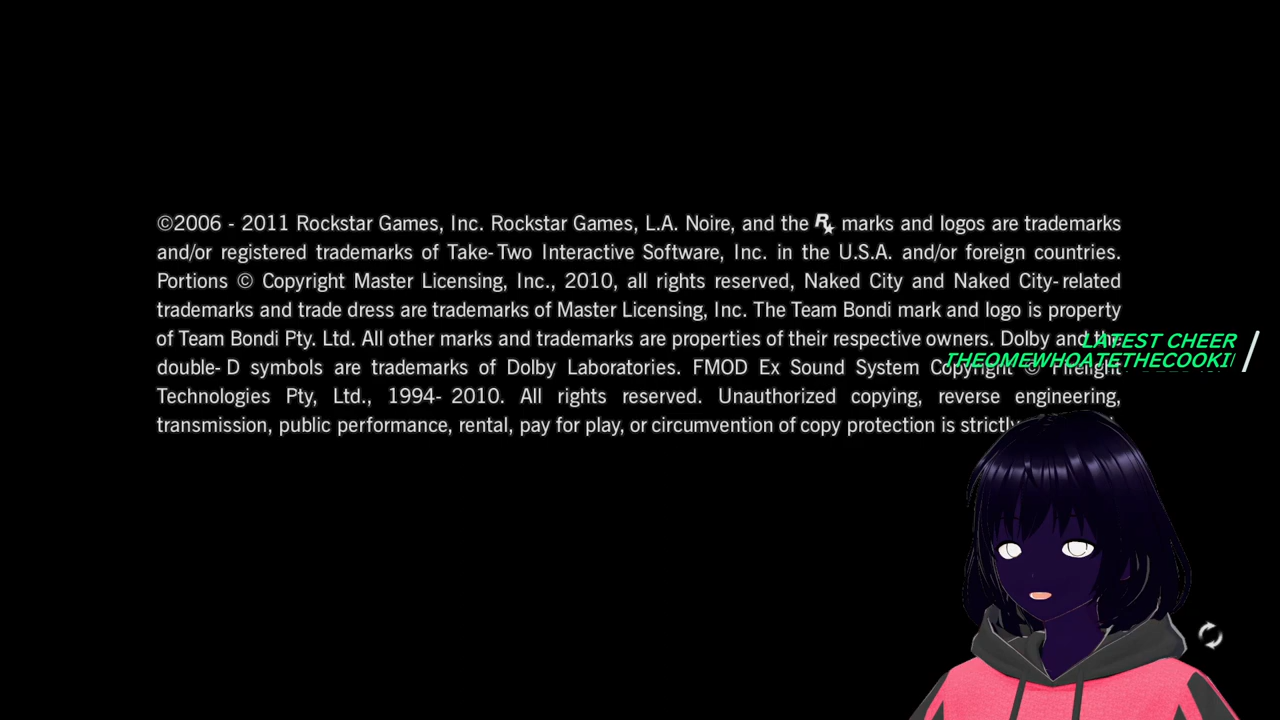 ©2006 - 2011 Rockstar Games, Inc. Rockstar Games, L.A. Noire, and the R marks and logos are trademarks
and/or registered trademarks of Take-Two Interactive Software, Inc. in the U.S.A. and/or foreign countries.
Portions © Copyright Master Licensing, Inc., 2010, all rights reserved, Naked City and Naked City-related
trademarks and trade dress are trademarks of Master Licensing, Inc. The Team Bondi mark and logo is property
of Team Bondi Pty. Ltd. All other marks and trademarks are properties of their respective owners. Dolby and the
double-D symbols are trademarks of Dolby Laboratories. FMOD Ex Sound System Copyright © Firelight
Technologies Pty, Ltd., 1994- 2010. All rights reserved. Unauthorized copying, reverse engineering,
transmission, public performance, rental, pay for play, or circumvention of copy protection is strictly
LATEST CHEER
THEOMEWHOATETHECOOKI